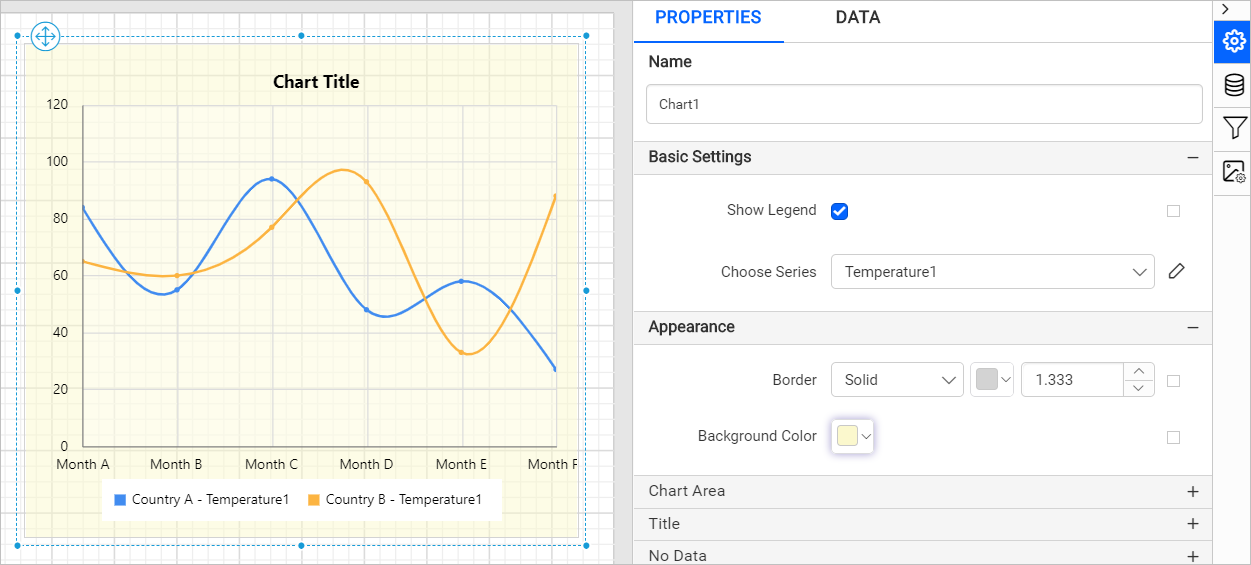 Chart Title
120
100
80
60
40
20
0
Month A Month B Month C Month D Month E Month F
Country A - Temperature1 Country B - Temperature1
PROPERTIES DATA
Name
Chart1
Basic Settings
Show Legend
Choose Series Temperature1
Appearance
Border Solid 1.333
Background Color
Chart Area
Title
No Data